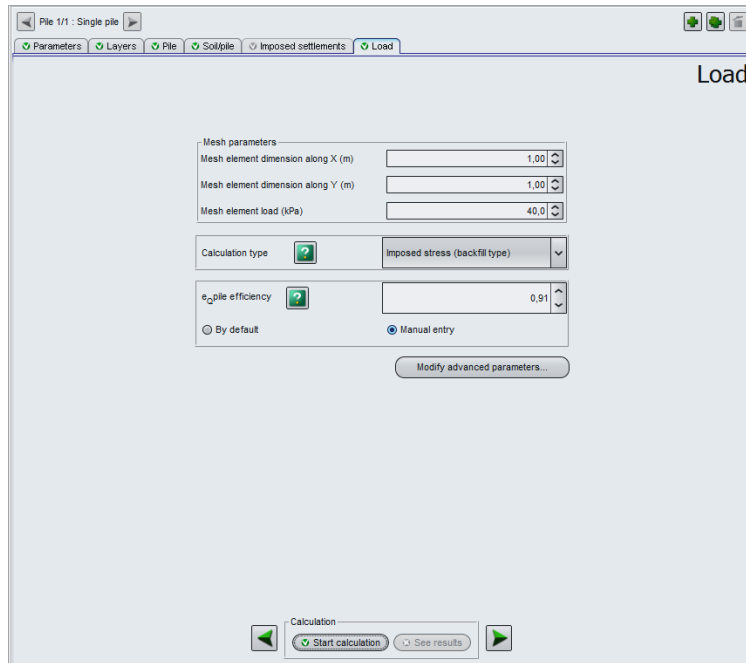 Pile 1/1 : Single pile
Parameters Layers Pile Soil/pile Imposed settlements Load
Load
Mesh parameters
Mesh element dimension along X (m) 1,00
Mesh element dimension along Y (m) 1,00
Mesh element load (kPa) 40,0
Calculation type ? Imposed stress (backfill type)
eQpile efficiency ? 0,91
By default Manual entry
Modify advanced parameters...
Calculation
Start calculation See results